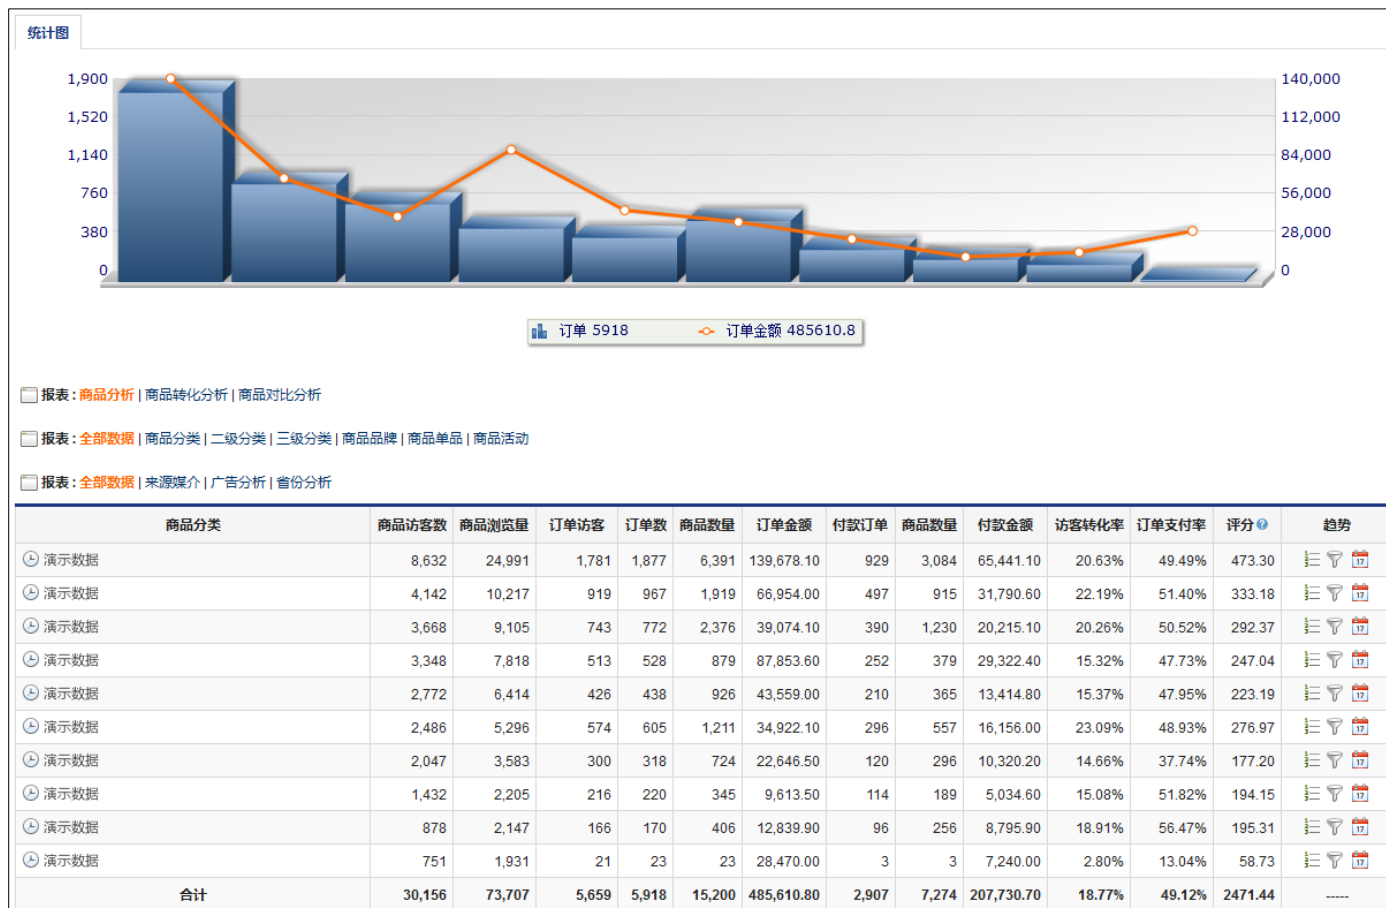 统计图
1,900 140,000
1,520 112,000
1,140 84,000
760 56,000
380 28,000
0 0
订单 5918 订单金额 485610.8
报表 : 商品分析 | 商品转化分析 | 商品对比分析
报表 : 全部数据 | 商品分类 | 二级分类 | 三级分类 | 商品品牌 | 商品单品 | 商品活动
报表 : 全部数据 | 来源媒介 | 广告分析 | 省份分析
商品分类 商品访客数 商品浏览量 订单访客 订单数 商品数量 订单金额 付款订单 商品数量 付款金额 访客转化率 订单支付率 评分 趋势
演示数据 8,632 24,991 1,781 1,877 6,391 139,678.10 929 3,084 65,441.10 20.63% 49.49% 473.30 17
演示数据 4,142 10,217 919 967 1,919 66,954.00 497 915 31,790.60 22.19% 51.40% 333.18 17
演示数据 3,668 9,105 743 772 2,376 39,074.10 390 1,230 20,215.10 20.26% 50.52% 292.37 17
演示数据 3,348 7,818 513 528 879 87,853.60 252 379 29,322.40 15.32% 47.73% 247.04 17
演示数据 2,772 6,414 426 438 926 43,559.00 210 365 13,414.80 15.37% 47.95% 223.19 17
演示数据 2,486 5,296 574 605 1,211 34,922.10 296 557 16,156.00 23.09% 48.93% 276.97 17
演示数据 2,047 3,583 300 318 724 22,646.50 120 296 10,320.20 14.66% 37.74% 177.20 17
演示数据 1,432 2,205 216 220 345 9,613.50 114 189 5,034.60 15.08% 51.82% 194.15 17
演示数据 878 2,147 166 170 406 12,839.90 96 256 8,795.90 18.91% 56.47% 195.31 17
演示数据 751 1,931 21 23 23 28,470.00 3 3 7,240.00 2.80% 13.04% 58.73 17
合计 30,156 73,707 5,659 5,918 15,200 485,610.80 2,907 7,274 207,730.70 18.77% 49.12% 2471.44 -----